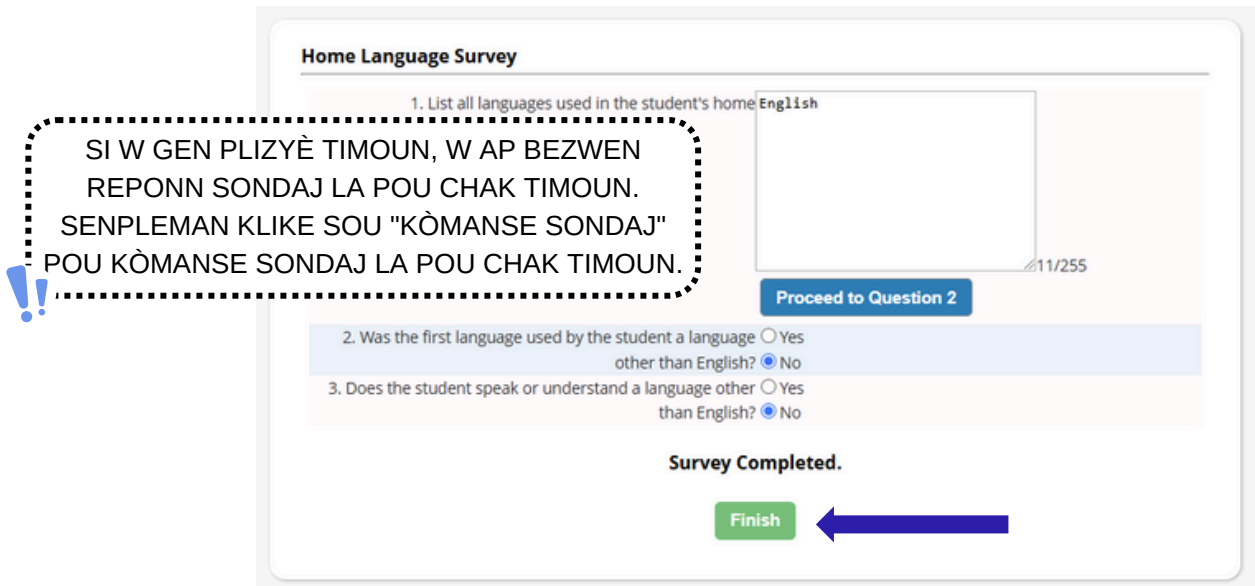 Home Language Survey
1. List all languages used in the student's home English
SI W GEN PLIZYÈ TIMOUN, W AP BEZWEN
REPONN SONDAJ LA POU CHAK TIMOUN.
SENPLEMAN KLIKE SOU "KÒMANSE SONDAJ"
POU KÒMANSE SONDAJ LA POU CHAK TIMOUN.
11/255
Proceed to Question 2
2. Was the first language used by the student a language Yes
other than English? No
3. Does the student speak or understand a language other Yes
than English? No
Survey Completed.
Finish